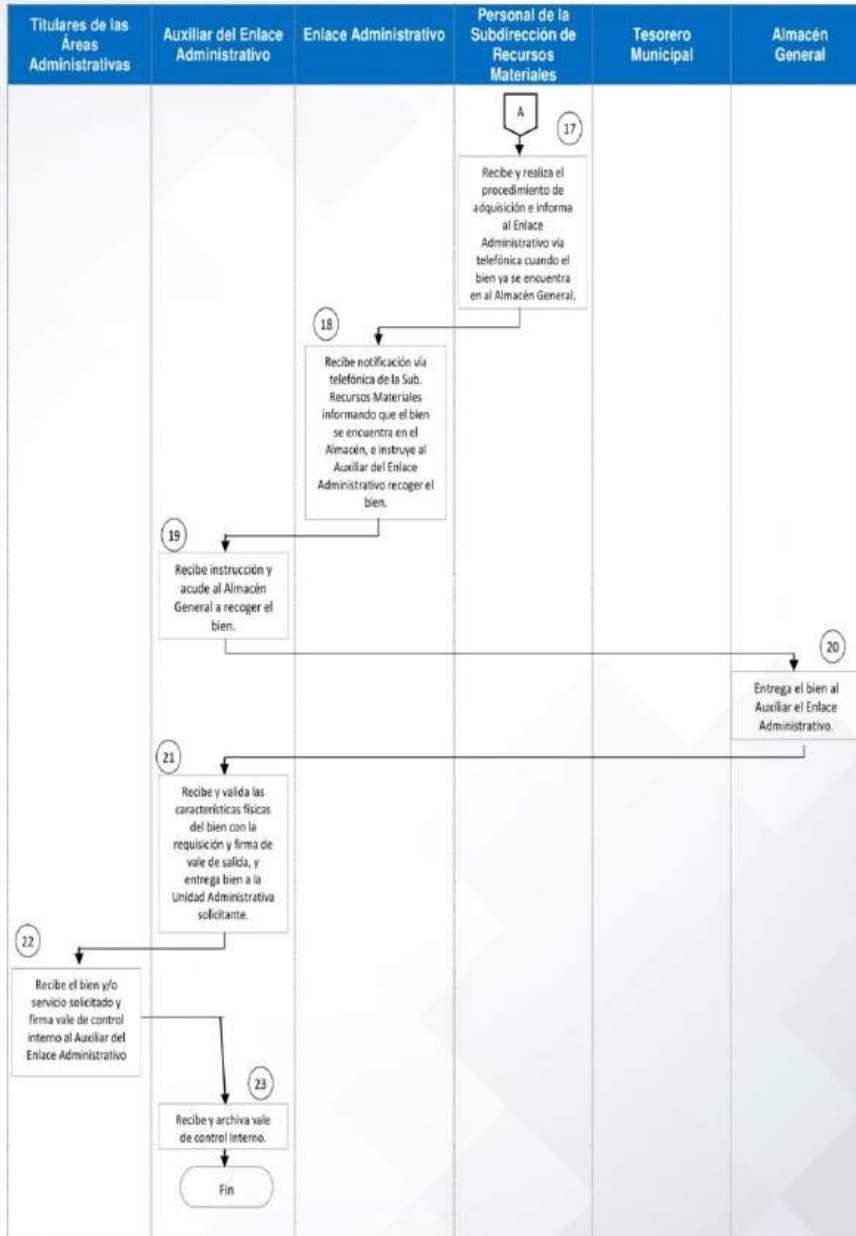 Titulares de las
Áreas
Administrativas
Auxiliar del Enlace
Administrativo
Enlace Administrativo
Personal de la
Subdirección de
Recursos
Materiales
Tesorero
Municipal
Almacén
General
A
17
Recibe y realiza el
procedimiento de
adquisición e informa
al Enlace
Administrativo vía
telefónica cuando el
bien ya se encuentra
en al Almacén General.
18
Recibe notificación vía
telefónica de la Sub.
Recursos Materiales
informando que el bien
se encuentra en el
Almacén, e instruye al
Auxiliar del Enlace
Administrativo recoger el
bien.
19
Recibe instrucción y
acude al Almacén
General a recoger el
bien.
20
Entrega el bien al
Auxiliar el Enlace
Administrativo.
21
Recibe y valida las
características físicas
del bien con la
requisición y firma de
vale de salida, y
entrega bien a la
Unidad Administrativa
solicitante.
22
Recibe el bien y/o
servicio solicitado y
firma vale de control
interno al Auxiliar del
Enlace Administrativo
23
Recibe y archiva vale
de control Interno.
Fin